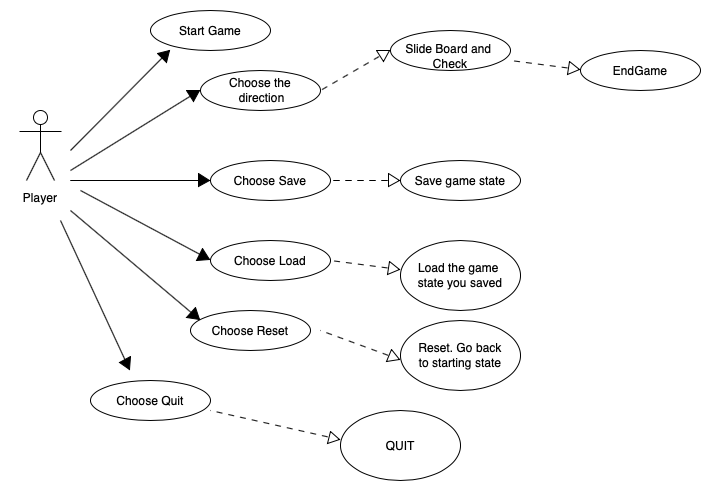 Start Game
Slide Board and
Check
EndGame
Choose the
direction
Player
Choose Save
Save game state
Choose Load
Load the game
state you saved
Choose Reset
Reset. Go back
to starting state
Choose Quit
QUIT